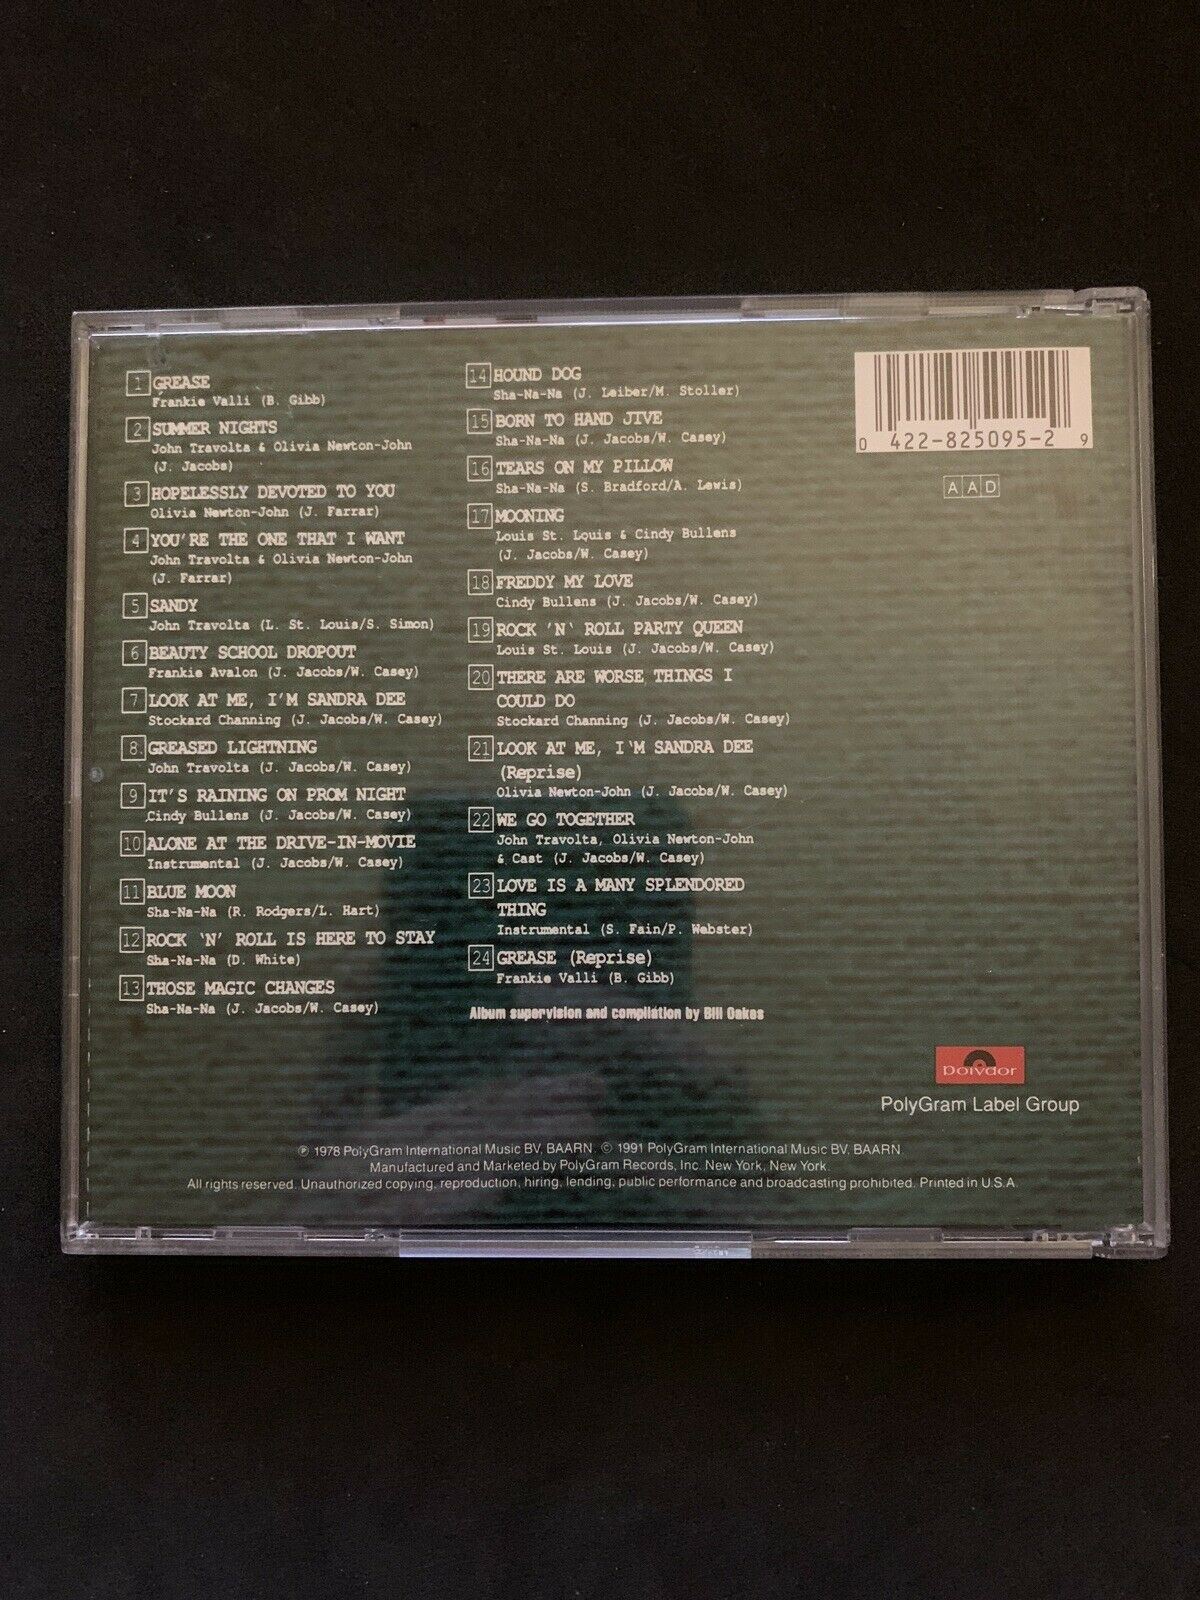 1 GREASE
Frankie Valli (B. Gibb)
2 SUMMER NIGHTS
John Travolta & Olivia Newton-John
(J. Jacobs)
3 HOPELESSLY DEVOTED TO YOU
Olivia Newton-John (J. Farrar)
4 YOU'RE THE ONE THAT I WANT
John Travolta & Olivia Newton-John
(J. Farrar)
5 SANDY
John Travolta (L. St. Louis/S. Simon)
6 BEAUTY SCHOOL DROPOUT
Frankie Avalon (J. Jacobs/W. Casey)
7 LOOK AT ME, I'M SANDRA DEE
Stockard Channing (J. Jacobs/W. Casey)
8 GREASED LIGHTNING
John Travolta (J. Jacobs/W. Casey)
9 IT'S RAINING ON PROM NIGHT
Cindy Bullens (J. Jacobs/W. Casey)
10 ALONE AT THE DRIVE-IN-MOVIE
Instrumental (J. Jacobs/W. Casey)
11 BLUE MOON
Sha-Na-Na (R. Rodgers/L. Hart)
12 ROCK 'N' ROLL IS HERE TO STAY
Sha-Na-Na (D. White)
13 THOSE MAGIC CHANGES
Sha-Na-Na (J. Jacobs/W. Casey)
14 HOUND DOG
Sha-Na-Na (J. Leiber/M. Stoller)
15 BORN TO HAND JIVE
Sha-Na-Na (J. Jacobs/W. Casey)
16 TEARS ON MY PILLOW
Sha-Na-Na (S. Bradford/A. Lewis)
17 MOONING
Louis St. Louis & Cindy Bullens
(J. Jacobs/W. Casey)
18 FREDDY MY LOVE
Cindy Bullens (J. Jacobs/W. Casey)
19 ROCK 'N' ROLL PARTY QUEEN
Louis St. Louis (J. Jacobs/W. Casey)
20 THERE ARE WORSE THINGS I
COULD DO
Stockard Channing (J. Jacobs/W. Casey)
21 LOOK AT ME, I'M SANDRA DEE
(Reprise)
Olivia Newton-John (J. Jacobs/W. Casey)
22 WE GO TOGETHER
John Travolta, Olivia Newton-John
& Cast (J. Jacobs/W. Casey)
23 LOVE IS A MANY SPLENDORED
THING
Instrumental (S. Fain/P. Webster)
24 GREASE (Reprise)
Frankie Valli (B. Gibb)
Album supervision and compilation by Bill Oakes
0 422-825095-2 9
AAD
Polydor
PolyGram Label Group
℗ 1978 PolyGram International Music BV, BAARN. © 1991 PolyGram International Music BV, BAARN
Manufactured and Marketed by PolyGram Records, Inc. New York, New York.
All rights reserved. Unauthorized copying, reproduction, hiring, lending, public performance and broadcasting prohibited. Printed in U.S.A.